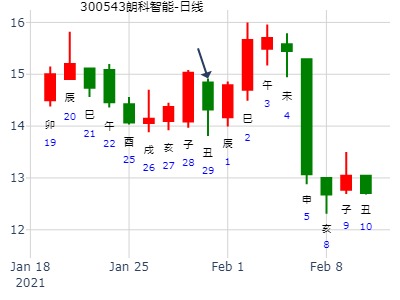 300543朗科智能-日线
16
15
14
13
12
卯
19
辰
20
巳
21
午
22
酉
25
戌
26
亥
27
子
28
丑
29
辰
1
巳
2
午
3
未
4
申
5
亥
8
子
9
丑
10
Jan 18
2021
Jan 25
Feb 1
Feb 8